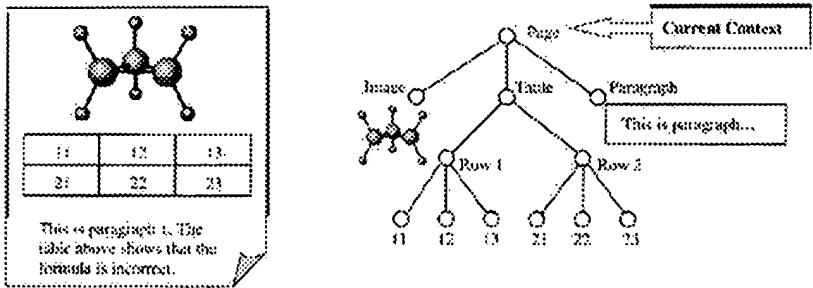 11 12 13
21 22 23
This is paragraph 1. The
table above shows that the
formula is incorrect.
Page
Current Context
Image
Table
Paragraph
This is paragraph...
Row 1
Row 2
11 12 13 21 22 23